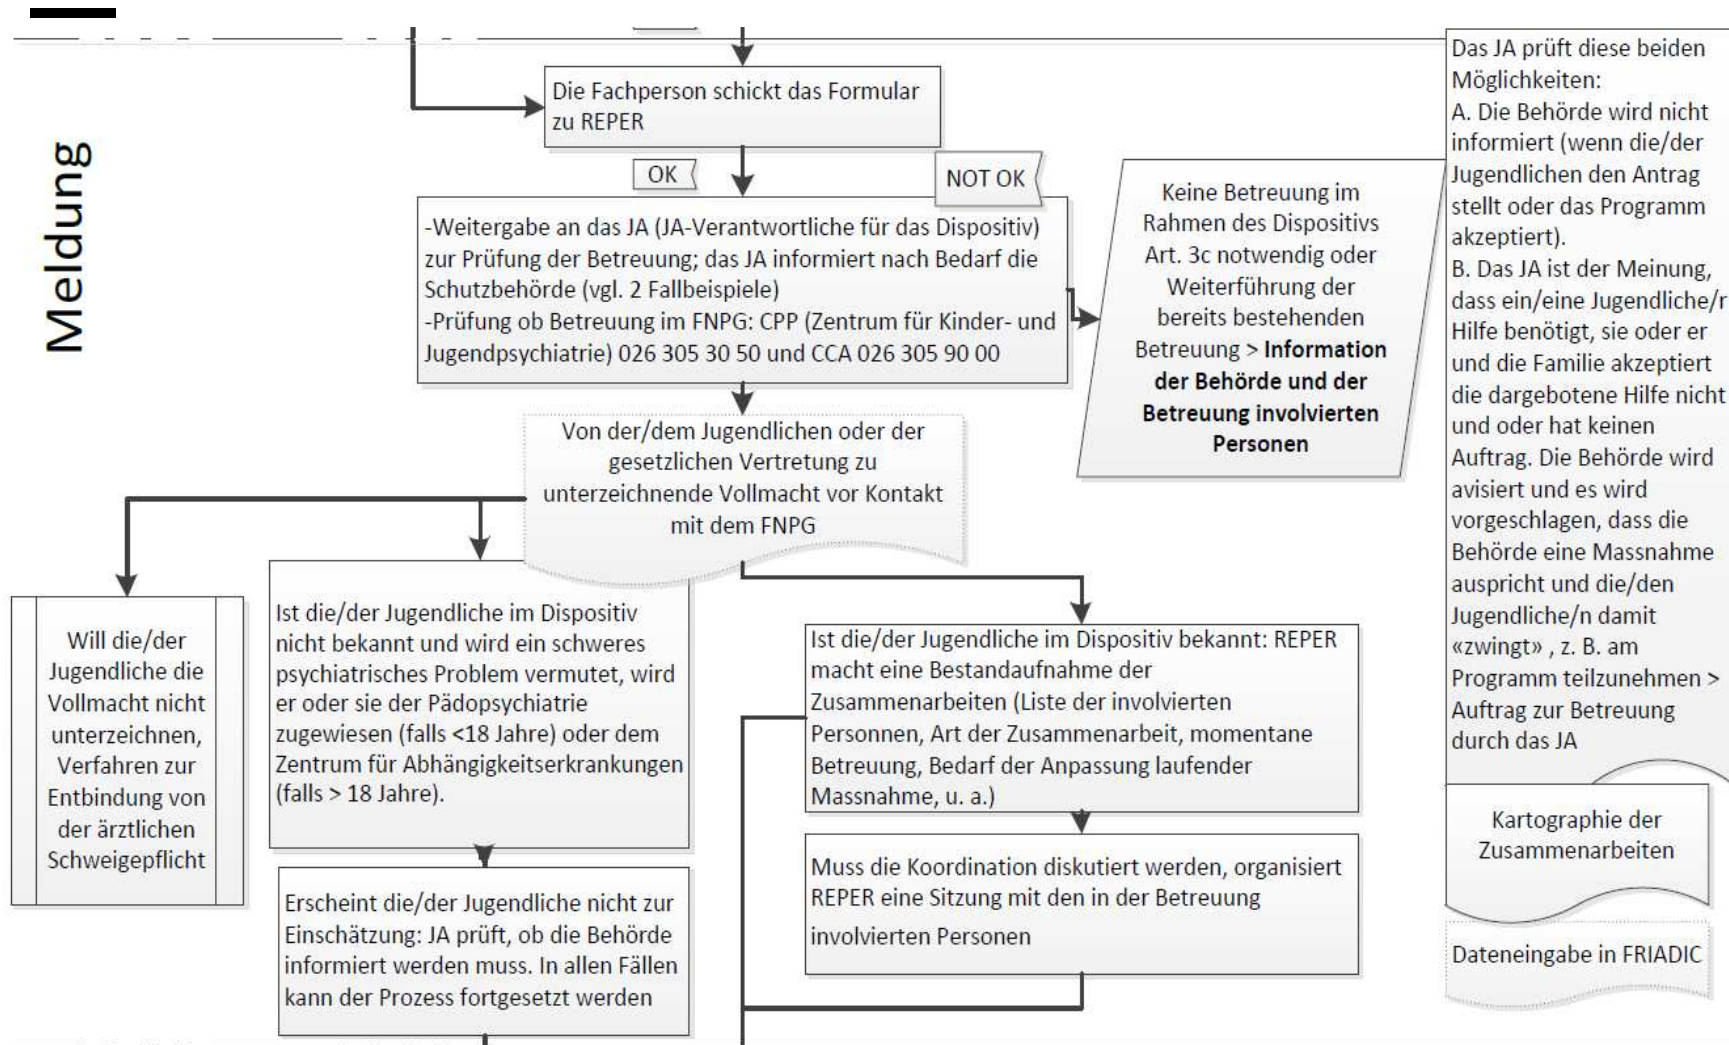 Meldung
Die Fachperson schickt das Formular
zu REPER
OK
NOT OK
-Weitergabe an das JA (JA-Verantwortliche für das Dispositiv)
zur Prüfung der Betreuung; das JA informiert nach Bedarf die
Schutzbehörde (vgl. 2 Fallbeispiele)
-Prüfung ob Betreuung im FNPG: CPP (Zentrum für Kinder- und
Jugendpsychiatrie) 026 305 30 50 und CCA 026 305 90 00
Keine Betreuung im
Rahmen des Dispositivs
Art. 3c notwendig oder
Weiterführung der
bereits bestehenden
Betreuung > Information
der Behörde und der
Betreuung involvierten
Personen
Von der/dem Jugendlichen oder der
gesetzlichen Vertretung zu
unterzeichnende Vollmacht vor Kontakt
mit dem FNPG
Will die/der
Jugendliche die
Vollmacht nicht
unterzeichnen,
Verfahren zur
Entbindung von
der ärztlichen
Schweigepflicht
Ist die/der Jugendliche im Dispositiv
nicht bekannt und wird ein schweres
psychiatrisches Problem vermutet, wird
er oder sie der Pädopsychiatrie
zugewiesen (falls <18 Jahre) oder dem
Zentrum für Abhängigkeitserkrankungen
(falls > 18 Jahre).
Erscheint die/der Jugendliche nicht zur
Einschätzung: JA prüft, ob die Behörde
informiert werden muss. In allen Fällen
kann der Prozess fortgesetzt werden
Ist die/der Jugendliche im Dispositiv bekannt: REPER
macht eine Bestandaufnahme der
Zusammenarbeiten (Liste der involvierten
Personnen, Art der Zusammenarbeit, momentane
Betreuung, Bedarf der Anpassung laufender
Massnahme, u. a.)
Muss die Koordination diskutiert werden, organisiert
REPER eine Sitzung mit den in der Betreuung
involvierten Personen
Das JA prüft diese beiden
Möglichkeiten:
A. Die Behörde wird nicht
informiert (wenn die/der
Jugendlichen den Antrag
stellt oder das Programm
akzeptiert).
B. Das JA ist der Meinung,
dass ein/eine Jugendliche/r
Hilfe benötigt, sie oder er
und die Familie akzeptiert
die dargebotene Hilfe nicht
und oder hat keinen
Auftrag. Die Behörde wird
avisiert und es wird
vorgeschlagen, dass die
Behörde eine Massnahme
auspricht und die/den
Jugendliche/n damit
«zwingt» , z. B. am
Programm teilzunehmen >
Auftrag zur Betreuung
durch das JA
Kartographie der
Zusammenarbeiten
Dateneingabe in FRIADIC